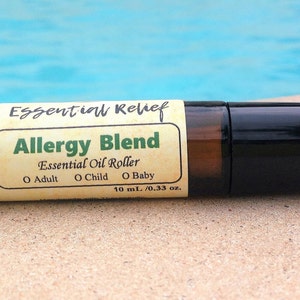 Essential Relief
Allergy Blend
Essential Oil Roller
O Adult O Child O Baby
10 mL /0.33 oz.